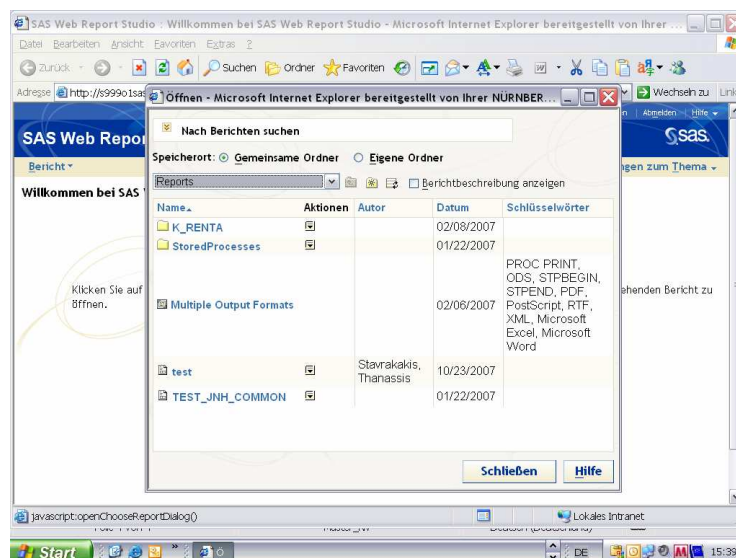 SAS Web Report Studio : Willkommen bei SAS Web Report Studio - Microsoft Internet Explorer bereitgestellt von Ihrer ...
Datei Bearbeiten Ansicht Favoriten Extras ?
Zurück Suchen Ordner Favoriten
Adresse http://s999o1sas Wechseln zu Link
Öffnen - Microsoft Internet Explorer bereitgestellt von Ihrer NÜRNBER...
n | Abmelden | Hilfe
SAS Web Repor
sas.
Nach Berichten suchen
Bericht
ngen zum Thema
Speicherort: Gemeinsame Ordner Eigene Ordner
Willkommen bei SAS
Reports Berichtbeschreibung anzeigen
Name Aktionen Autor Datum Schlüsselwörter
K_RENTA 02/08/2007
StoredProcesses 01/22/2007
Klicken Sie auf
öffnen.
ehenden Bericht zu
Multiple Output Formats 02/06/2007
PROC PRINT,
ODS, STPBEGIN,
STPEND, PDF,
PostScript, RTF,
XML, Microsoft
Excel, Microsoft
Word
test Stavrakakis, Thanassis 10/23/2007
TEST_JNH_COMMON 01/22/2007
Schließen Hilfe
javascript:openChooseReportDialog() Lokales Intranet
Start DE 15:39